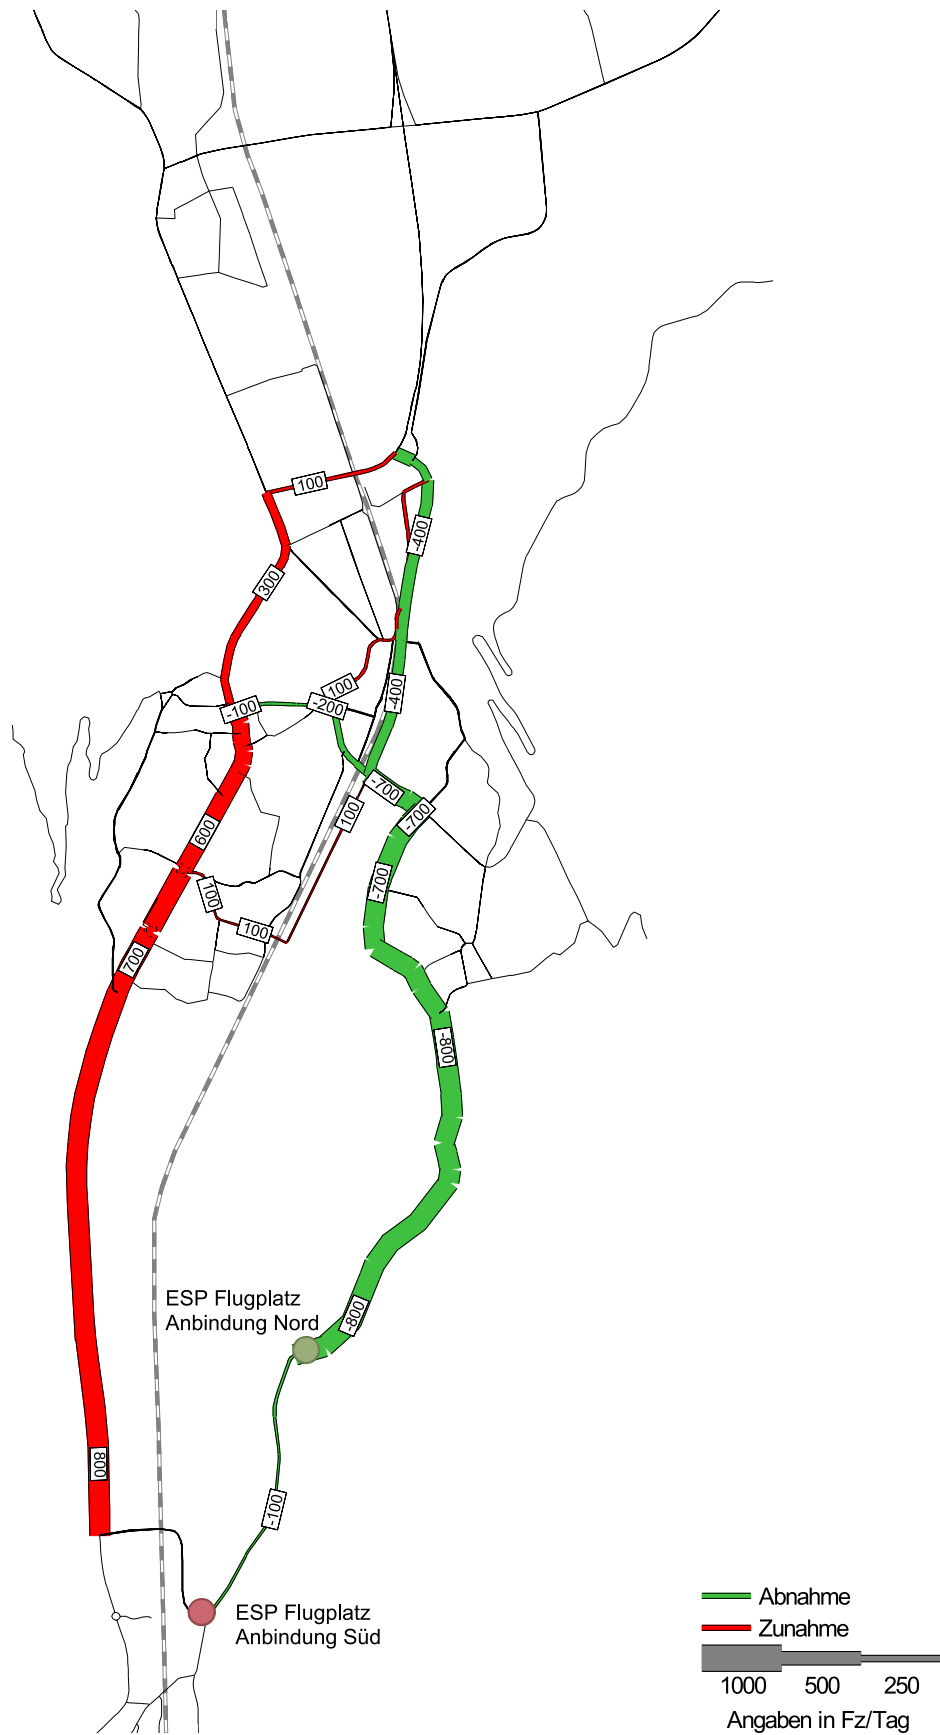 100
-400
300
100
-400
-100
-200
-700
-700
100
600
-700
100
100
700
-800
ESP Flugplatz
Anbindung Nord
-800
800
-100
ESP Flugplatz
Anbindung Süd
Abnahme
Zunahme
1000 500 250
Angaben in Fz/Tag